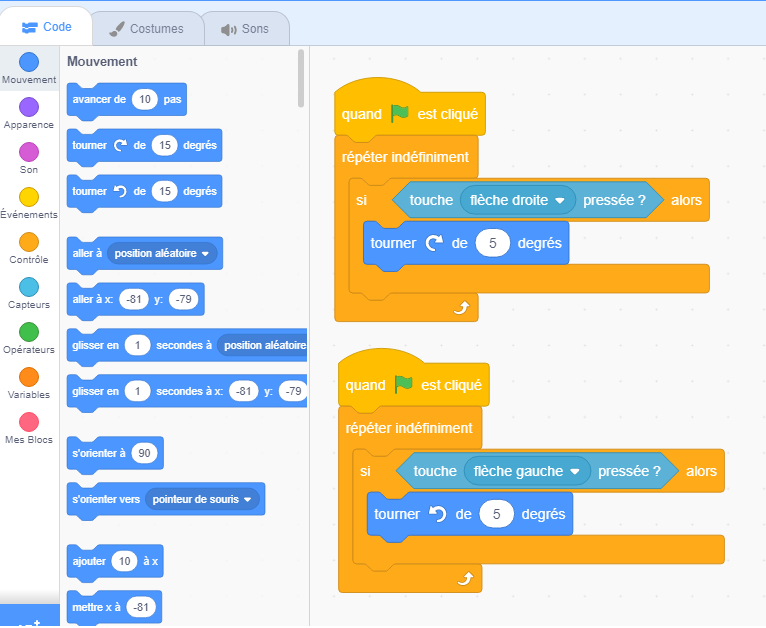 Code
Costumes
Sons
Mouvement
Apparence
Son
Événements
Contrôle
Capteurs
Opérateurs
Variables
Mes Blocs
Mouvement
avancer de 10 pas
tourner de 15 degrés
tourner de 15 degrés
aller à position aléatoire
aller à x: -81 y: -79
glisser en 1 secondes à position aléatoire
glisser en 1 secondes à x: -81 y: -79
s'orienter à 90
s'orienter vers pointeur de souris
ajouter 10 à x
mettre x à -81
quand est cliqué
répéter indéfiniment
si touche flèche droite pressée ? alors
tourner de 5 degrés
quand est cliqué
répéter indéfiniment
si touche flèche gauche pressée ? alors
tourner de 5 degrés